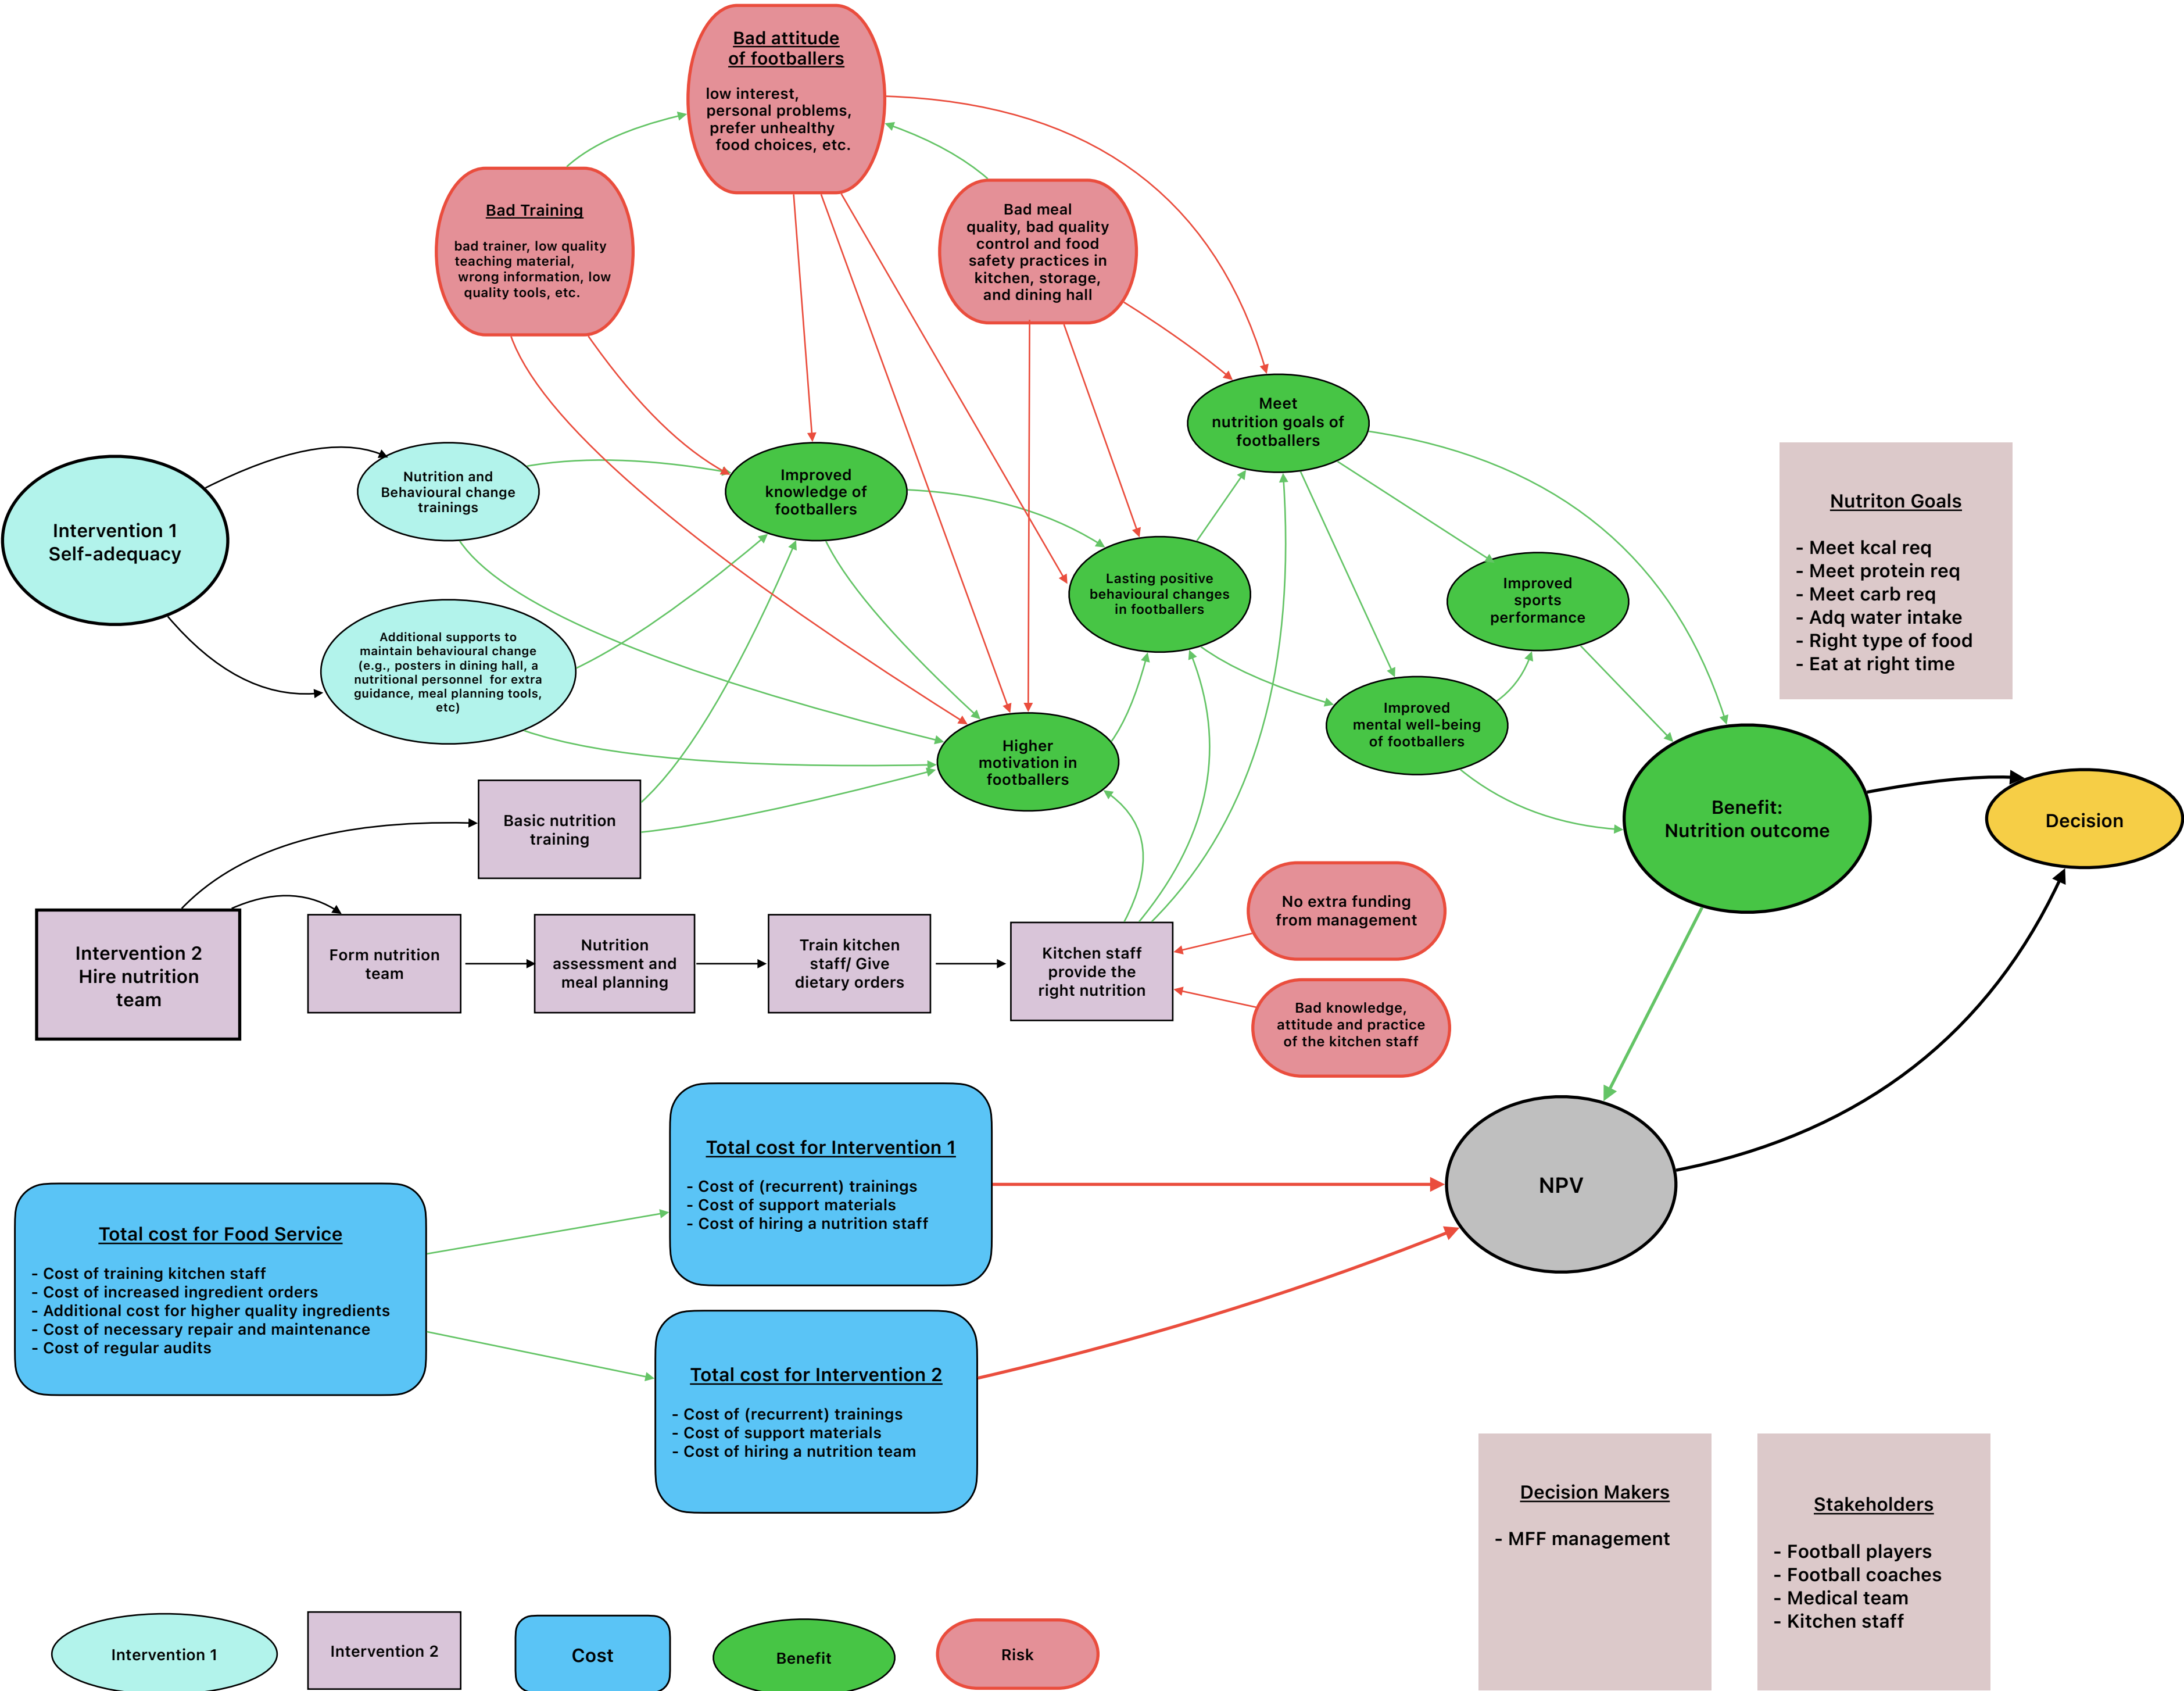 Bad attitude
of footballers
low interest,
personal problems,
prefer unhealthy
food choices, etc.
Bad Training
bad trainer, low quality
teaching material,
wrong information, low
quality tools, etc.
Bad meal
quality, bad quality
control and food
safety practices in
kitchen, storage,
and dining hall
Meet
nutrition goals of
footballers
Intervention 1
Self-adequacy
Nutrition and
Behavioural change
trainings
Improved
knowledge of
footballers
Nutriton Goals
- Meet kcal req
- Meet protein req
- Meet carb req
- Adq water intake
- Right type of food
- Eat at right time
Lasting positive
behavioural changes
in footballers
Improved
sports
performance
Additional supports to
maintain behavioural change
(e.g., posters in dining hall, a
nutritional personnel for extra
guidance, meal planning tools,
etc)
Improved
mental well-being
of footballers
Higher
motivation in
footballers
Basic nutrition
training
Benefit:
Nutrition outcome
Decision
Intervention 2
Hire nutrition
team
Form nutrition
team
Nutrition
assessment and
meal planning
Train kitchen
staff/ Give
dietary orders
Kitchen staff
provide the
right nutrition
No extra funding
from management
Bad knowledge,
attitude and practice
of the kitchen staff
Total cost for Intervention 1
- Cost of (recurrent) trainings
- Cost of support materials
- Cost of hiring a nutrition staff
NPV
Total cost for Food Service
- Cost of training kitchen staff
- Cost of increased ingredient orders
- Additional cost for higher quality ingredients
- Cost of necessary repair and maintenance
- Cost of regular audits
Total cost for Intervention 2
- Cost of (recurrent) trainings
- Cost of support materials
- Cost of hiring a nutrition team
Decision Makers
- MFF management
Stakeholders
- Football players
- Football coaches
- Medical team
- Kitchen staff
Intervention 1
Intervention 2
Cost
Benefit
Risk